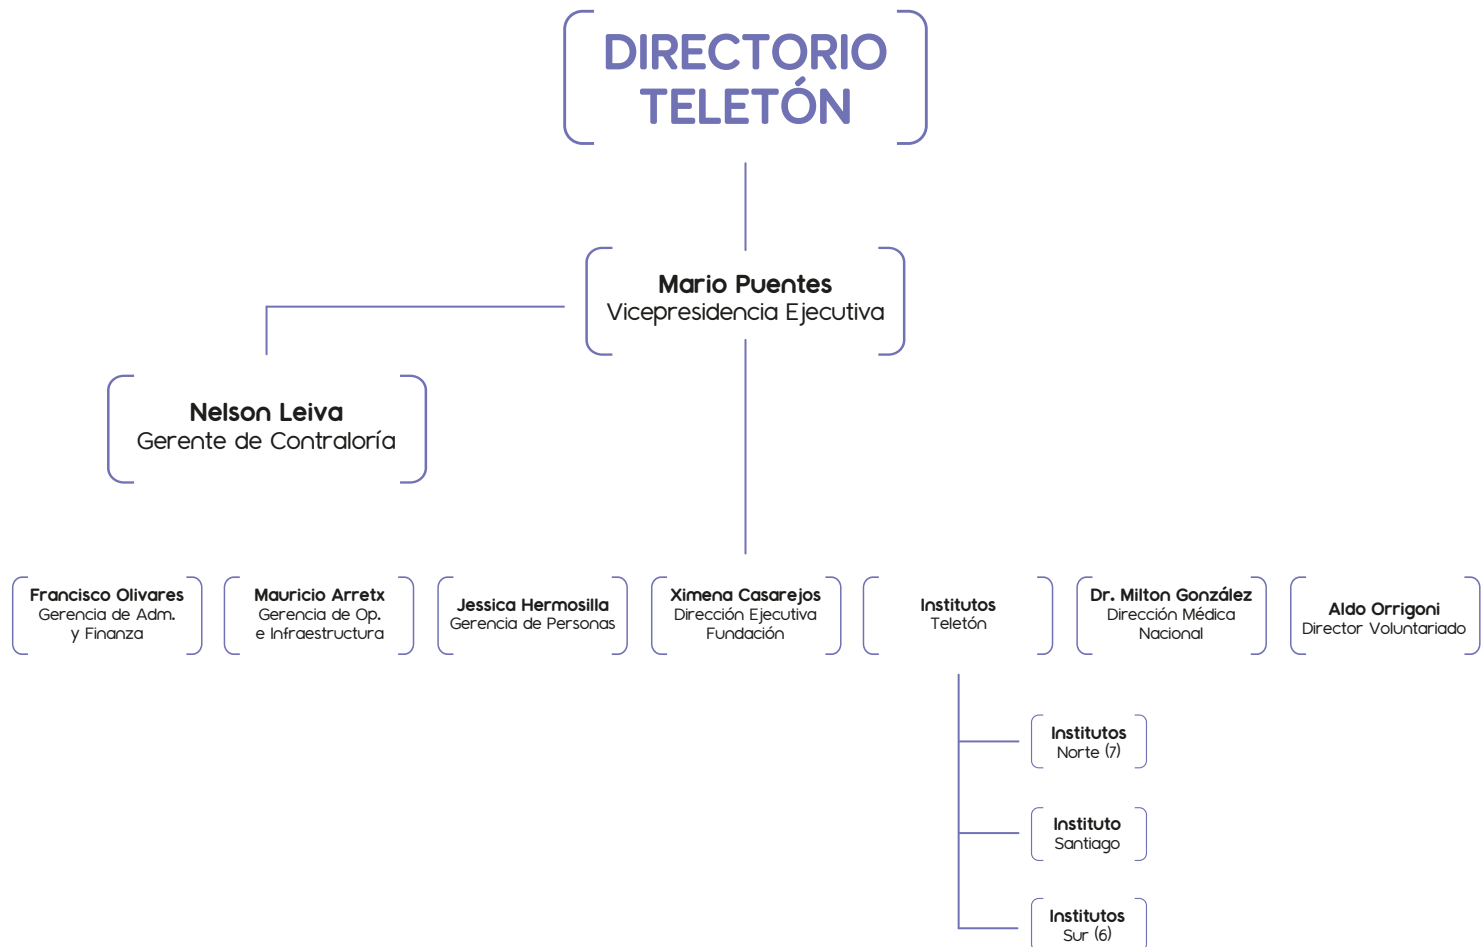 DIRECTORIO
TELETÓN
Mario Puentes
Vicepresidencia Ejecutiva
Nelson Leiva
Gerente de Contraloría
Francisco Olivares
Gerencia de Adm.
y Finanza
Mauricio Arretx
Gerencia de Op.
e Infraestructura
Jessica Hermosilla
Gerencia de Personas
Ximena Casarejos
Dirección Ejecutiva
Fundación
Institutos
Teletón
Dr. Milton González
Dirección Médica
Nacional
Aldo Orrigoni
Director Voluntariado
Institutos
Norte (7)
Instituto
Santiago
Institutos
Sur (6)